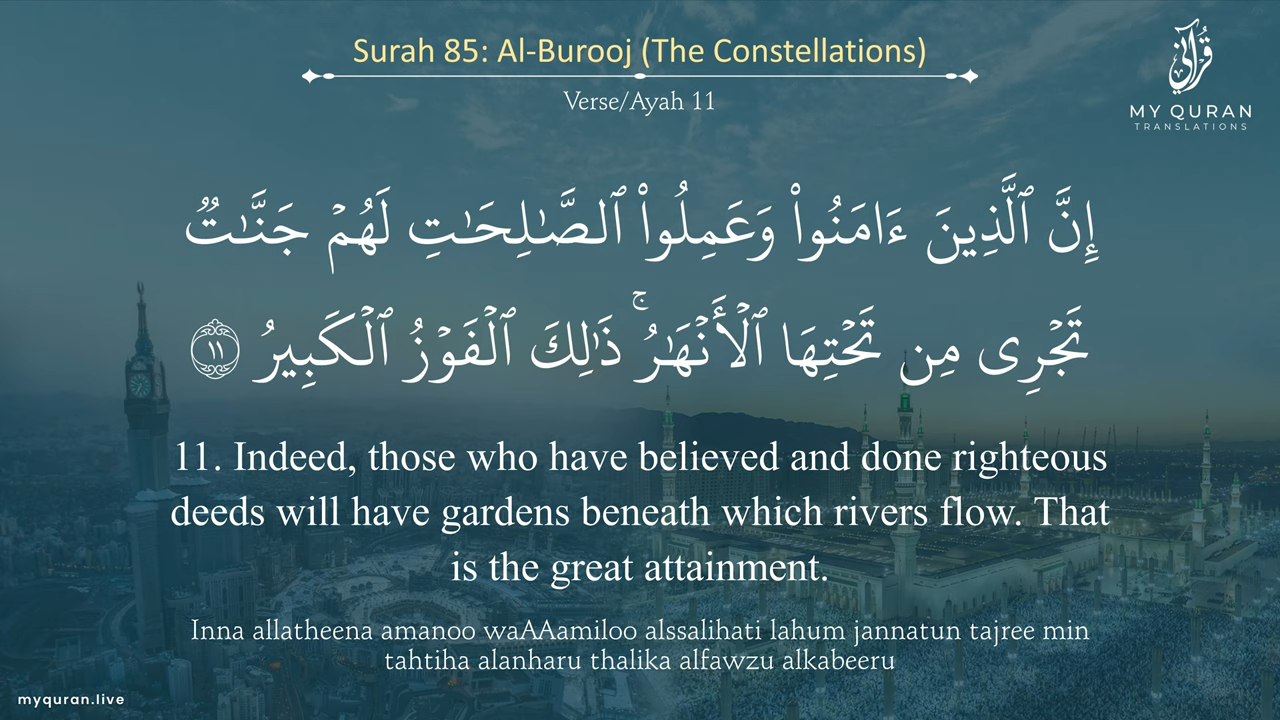 Surah 85: Al-Burooj (The Constellations)
Verse/Ayah 11
قرآني
MY QURAN
TRANSLATIONS
إِنَّ ٱلَّذِينَ ءَامَنُوا۟ وَعَمِلُوا۟ ٱلصَّـٰلِحَـٰتِ لَهُمْ جَنَّـٰتٌۭ
تَجْرِى مِن تَحْتِهَا ٱلْأَنْهَـٰرُ ۚ ذَٰلِكَ ٱلْفَوْزُ ٱلْكَبِيرُ ١١
11. Indeed, those who have believed and done righteous
deeds will have gardens beneath which rivers flow. That
is the great attainment.
Inna allatheena amanoo waAAamiloo alssalihati lahum jannatun tajree min
tahtiha alanharu thalika alfawzu alkabeeru
myquran.live